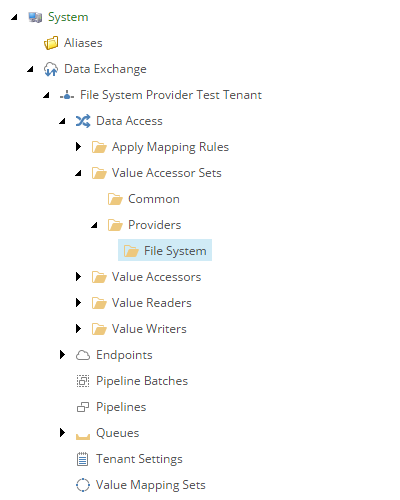 System
Aliases
Data Exchange
File System Provider Test Tenant
Data Access
Apply Mapping Rules
Value Accessor Sets
Common
Providers
File System
Value Accessors
Value Readers
Value Writers
Endpoints
Pipeline Batches
Pipelines
Queues
Tenant Settings
Value Mapping Sets